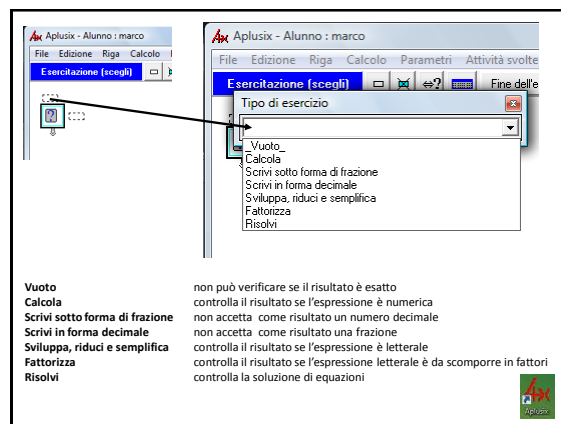 Aplusix - Alunno : marco
File Edizione Riga Calcolo
Esercitazione (scegli)
?
Aplusix - Alunno : marco
File Edizione Riga Calcolo Parametri Attività svolte
Esercitazione (scegli) ⇔? Fine dell'e
Tipo di esercizio
_Vuoto_
Calcola
Scrivi sotto forma di frazione
Scrivi in forma decimale
Sviluppa, riduci e semplifica
Fattorizza
Risolvi
Vuoto non può verificare se il risultato è esatto
Calcola controlla il risultato se l'espressione è numerica
Scrivi sotto forma di frazione non accetta come risultato un numero decimale
Scrivi in forma decimale non accetta come risultato una frazione
Sviluppa, riduci e semplifica controlla il risultato se l'espressione è letterale
Fattorizza controlla il risultato se l'espressione letterale è da scomporre in fattori
Risolvi controlla la soluzione di equazioni
Aplusix